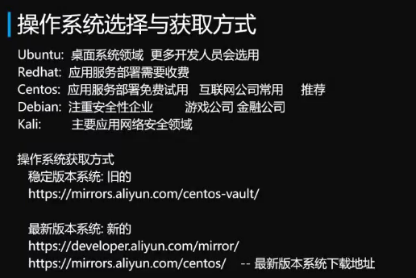 操作系统选择与获取方式
Ubuntu: 桌面系统领域 更多开发人员会选用
Redhat: 应用服务部署需要收费
Centos: 应用服务部署免费试用 互联网公司常用 推荐
Debian: 注重安全性企业 游戏公司 金融公司
Kali: 主要应用网络安全领域
操作系统获取方式
稳定版本系统: 旧的
https://mirrors.aliyun.com/centos-vault/
最新版本系统: 新的
https://developer.aliyun.com/mirror/
https://mirrors.aliyun.com/centos/ -- 最新版本系统下载地址